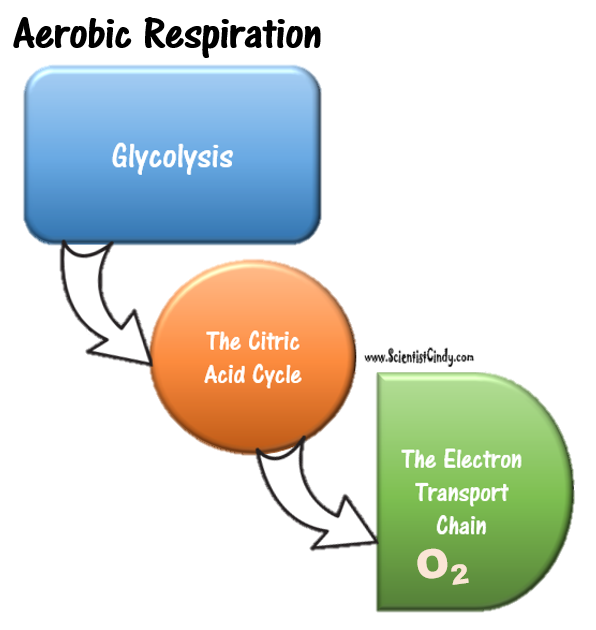 Aerobic Respiration
Glycolysis
The Citric
Acid Cycle
www.ScientistCindy.com
The Electron
Transport
Chain
O₂